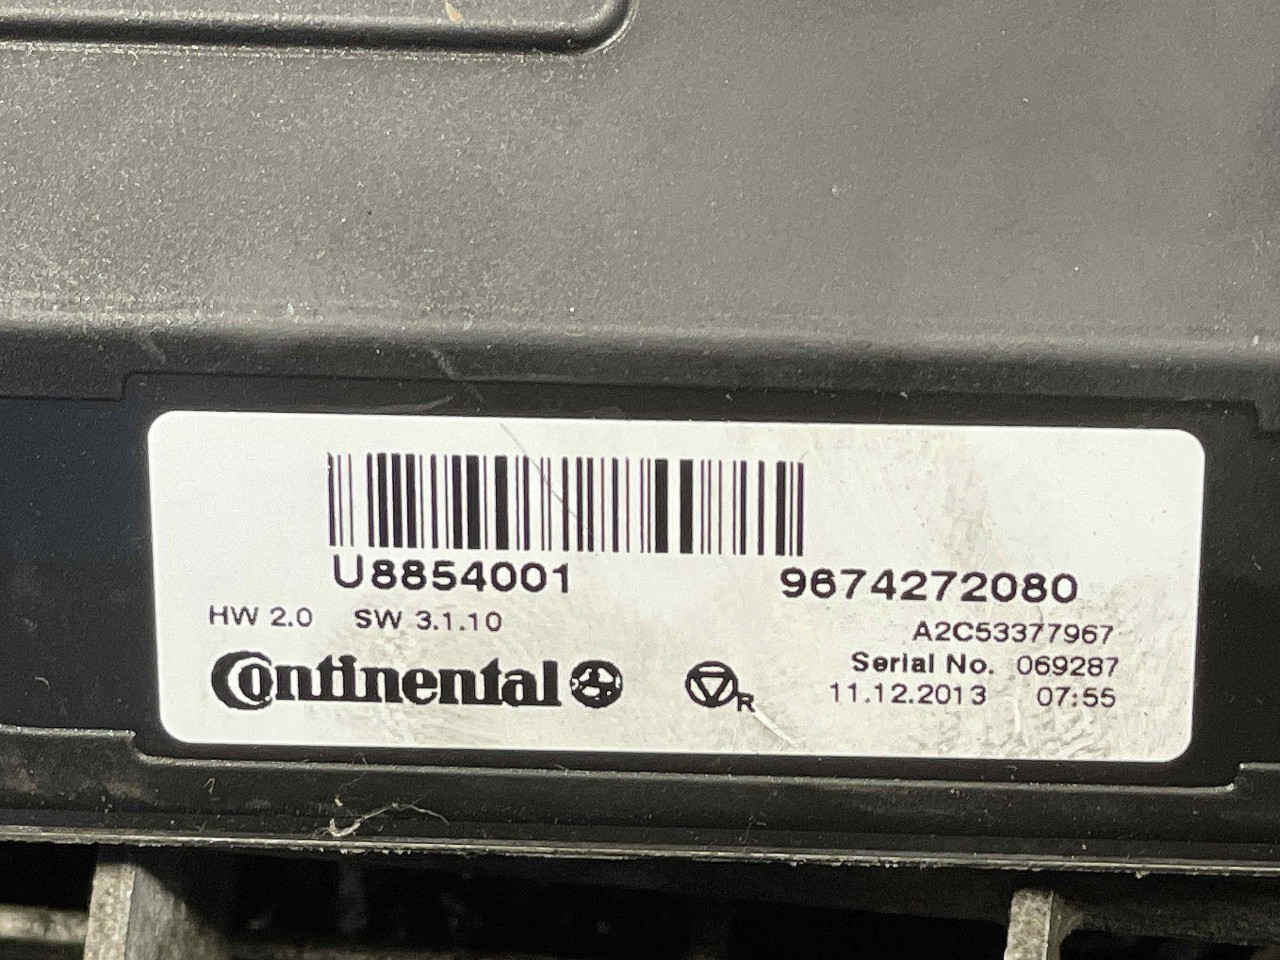 U8854001 9674272080
HW 2.0 SW 3.1.10 A2C53377967
Serial No. 069287
Continental R 11.12.2013 07:55